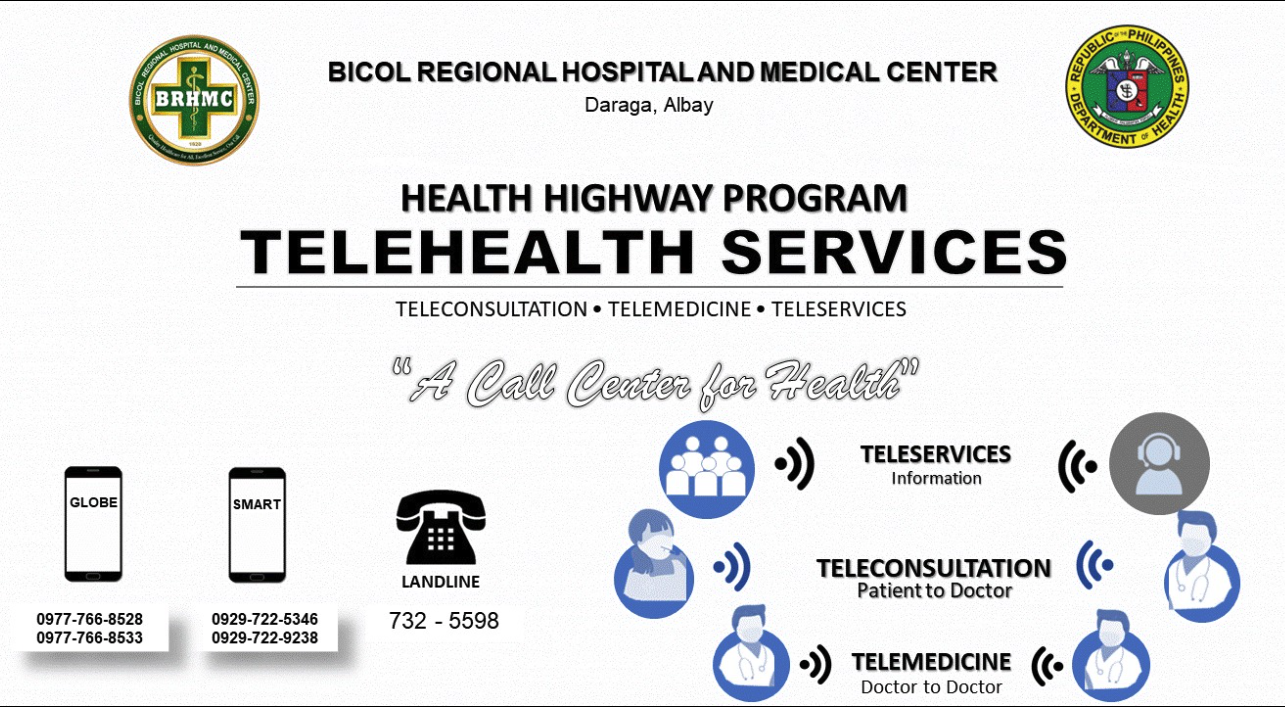 BICOL REGIONAL HOSPITAL AND MEDICAL CENTER
BRHMC
1920
Quality Healthcare for All, Excellent Service, Our Call
BICOL REGIONAL HOSPITAL AND MEDICAL CENTER
Daraga, Albay
REPUBLIC OF THE PHILIPPINES
DEPARTMENT OF HEALTH
HEALTH HIGHWAY PROGRAM
TELEHEALTH SERVICES
TELECONSULTATION • TELEMEDICINE • TELESERVICES
“A Call Center for Health”
GLOBE
0977-766-8528
0977-766-8533
SMART
0929-722-5346
0929-722-9238
LANDLINE
732 - 5598
TELESERVICES
Information
TELECONSULTATION
Patient to Doctor
TELEMEDICINE
Doctor to Doctor